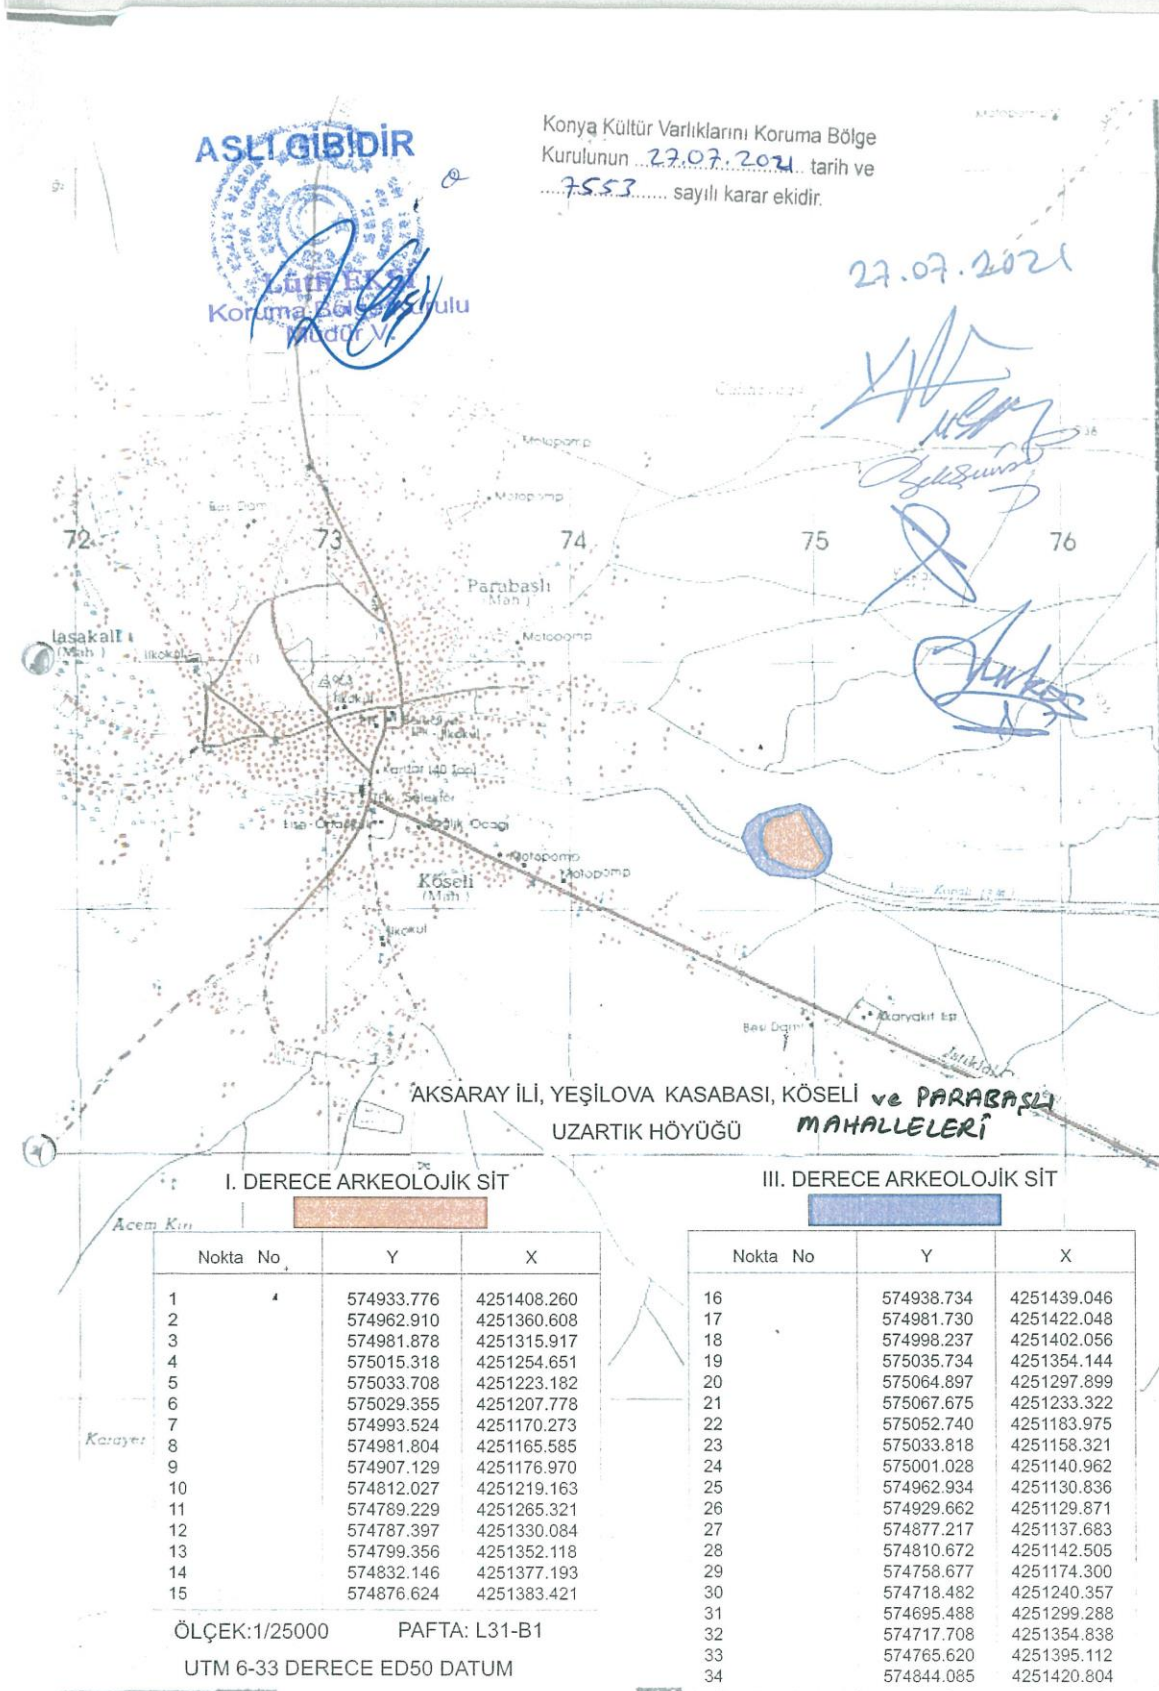 ASLI GİBİDİR
Konya Kültür Varlıklarını Koruma Bölge
Kurulunun ..27.07.2021.. tarih ve
....7553...... sayılı karar ekidir.
Lütfi EKŞİ
Koruma Bölge Kurulu
Müdür V.
27.07.2021
Motopomp
Motopomp
Besi Dam
72
73
74
75
76
Parabaşlı
(Mah.)
Motopomp
(Mah.)
İlkokul
Sağlık Ocağı
Motopomp
Motopomp
Köseli
(Mah.)
İlkokul
Besi Damı
Akaryakıt İst
AKSARAY İLİ, YEŞİLOVA KASABASI, KÖSELİ ve PARABAŞLI
UZARTIK HÖYÜĞÜ MAHALLELERİ
I. DERECE ARKEOLOJİK SİT
Acem Kırı
Nokta No Y X
1 574933.776 4251408.260
2 574962.910 4251360.608
3 574981.878 4251315.917
4 575015.318 4251254.651
5 575033.708 4251223.182
6 575029.355 4251207.778
7 574993.524 4251170.273
8 574981.804 4251165.585
9 574907.129 4251176.970
10 574812.027 4251219.163
11 574789.229 4251265.321
12 574787.397 4251330.084
13 574799.356 4251352.118
14 574832.146 4251377.193
15 574876.624 4251383.421
Karayer
ÖLÇEK:1/25000 PAFTA: L31-B1
UTM 6-33 DERECE ED50 DATUM
III. DERECE ARKEOLOJİK SİT
Nokta No Y X
16 574938.734 4251439.046
17 574981.730 4251422.048
18 574998.237 4251402.056
19 575035.734 4251354.144
20 575064.897 4251297.899
21 575067.675 4251233.322
22 575052.740 4251183.975
23 575033.818 4251158.321
24 575001.028 4251140.962
25 574962.934 4251130.836
26 574929.662 4251129.871
27 574877.217 4251137.683
28 574810.672 4251142.505
29 574758.677 4251174.300
30 574718.482 4251240.357
31 574695.488 4251299.288
32 574717.708 4251354.838
33 574765.620 4251395.112
34 574844.085 4251420.804